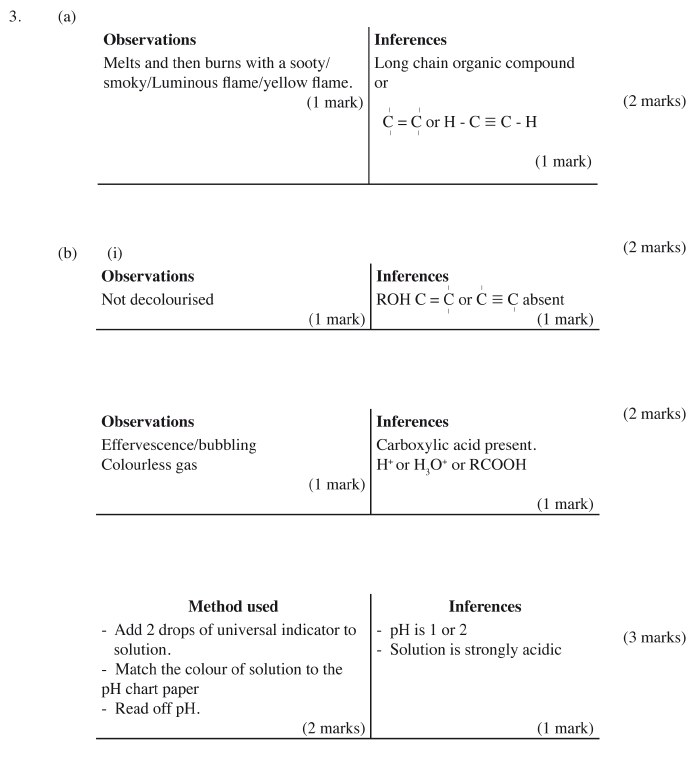 3. (a)
Observations Inferences
Melts and then burns with a sooty/ Long chain organic compound
smoky/Luminous flame/yellow flame. or
(1 mark) (2 marks)
C = C or H - C ≡ C - H
(1 mark)
(2 marks)
(b) (i)
Observations Inferences
Not decolourised ROH C = C or C ≡ C absent
(1 mark) (1 mark)
(2 marks)
Observations Inferences
Effervescence/bubbling Carboxylic acid present.
Colourless gas H⁺ or H₃O⁺ or RCOOH
(1 mark)
(1 mark)
Method used Inferences
- Add 2 drops of universal indicator to - pH is 1 or 2
solution. - Solution is strongly acidic (3 marks)
- Match the colour of solution to the
pH chart paper
- Read off pH.
(2 marks) (1 mark)